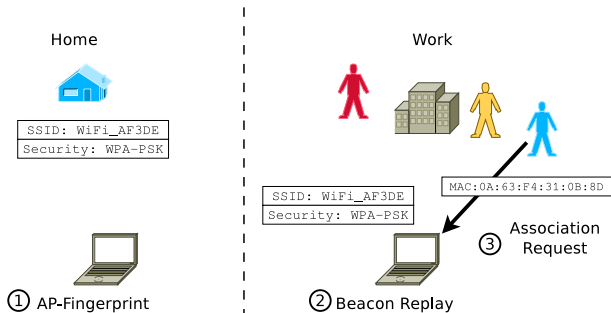 Home
SSID: WiFi_AF3DE
Security: WPA-PSK
1 AP-Fingerprint
Work
MAC:0A:63:F4:31:0B:8D
SSID: WiFi_AF3DE
Security: WPA-PSK
3 Association
Request
2 Beacon Replay